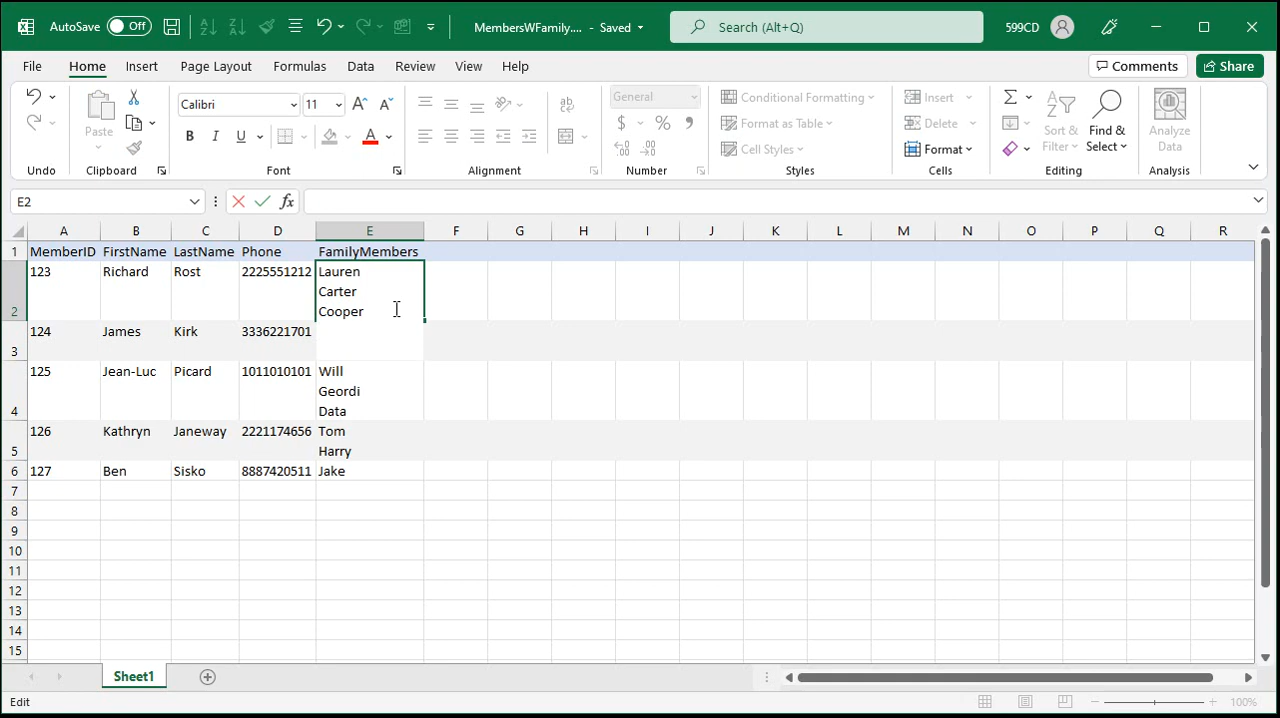 AutoSave Off MembersWFamily.... - Saved Search (Alt+Q) 599CD
File Home Insert Page Layout Formulas Data Review View Help Comments Share
Undo
Paste
Clipboard
Calibri 11
B I U A
Font
ab
Alignment
General
$ % 9
Number
Conditional Formatting
Format as Table
Cell Styles
Styles
Insert
Delete
Format
Cells
Sort & Filter
Find & Select
Editing
Analyze Data
Analysis
E2 fx
A B C D E F G H I J K L M N O P Q R
1 MemberID FirstName LastName Phone FamilyMembers
2 123 Richard Rost 2225551212 Lauren
Carter
Cooper
3 124 James Kirk 3336221701
4 125 Jean-Luc Picard 1011010101 Will
Geordi
Data
5 126 Kathryn Janeway 2221174656 Tom
Harry
6 127 Ben Sisko 8887420511 Jake
7
8
9
10
11
12
13
14
15
Sheet1
Edit 100%